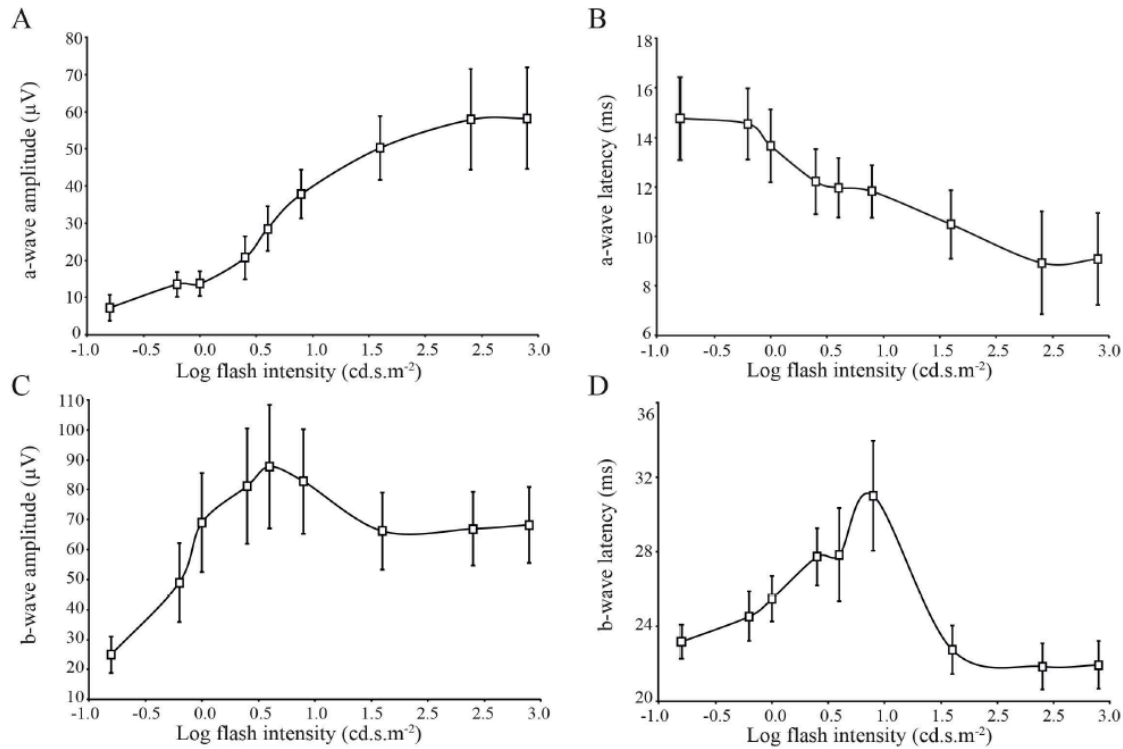 A
a-wave amplitude (µV)
80
70
60
50
40
30
20
10
0
-1.0 -0.5 0.0 0.5 1.0 1.5 2.0 2.5 3.0
Log flash intensity (cd.s.m⁻²)
B
a-wave latency (ms)
18
16
14
12
10
8
6
-1.0 -0.5 0.0 0.5 1.0 1.5 2.0 2.5 3.0
Log flash intensity (cd.s.m⁻²)
C
b-wave amplitude (µV)
110
100
90
80
70
60
50
40
30
20
10
-1.0 -0.5 0.0 0.5 1.0 1.5 2.0 2.5 3.0
Log flash intensity (cd.s.m⁻²)
D
b-wave latency (ms)
36
32
28
24
20
-1.0 -0.5 0.0 0.5 1.0 1.5 2.0 2.5 3.0
Log flash intensity (cd.s.m⁻²)